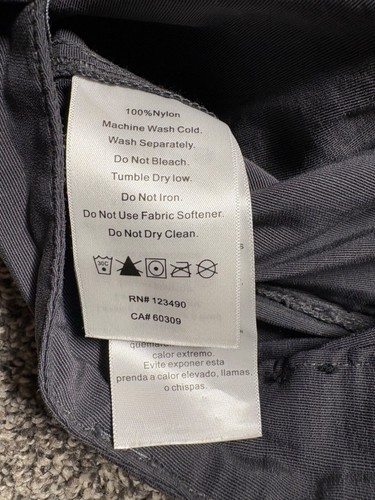 100%Nylon
Machine Wash Cold.
Wash Separately.
Do Not Bleach.
Tumble Dry low.
Do Not Iron.
Do Not Use Fabric Softener.
Do Not Dry Clean.
30C
RN# 123490
CA# 60309
calor extremo.
Evite exponer esta
prenda a calor elevado, llamas
o chispas.